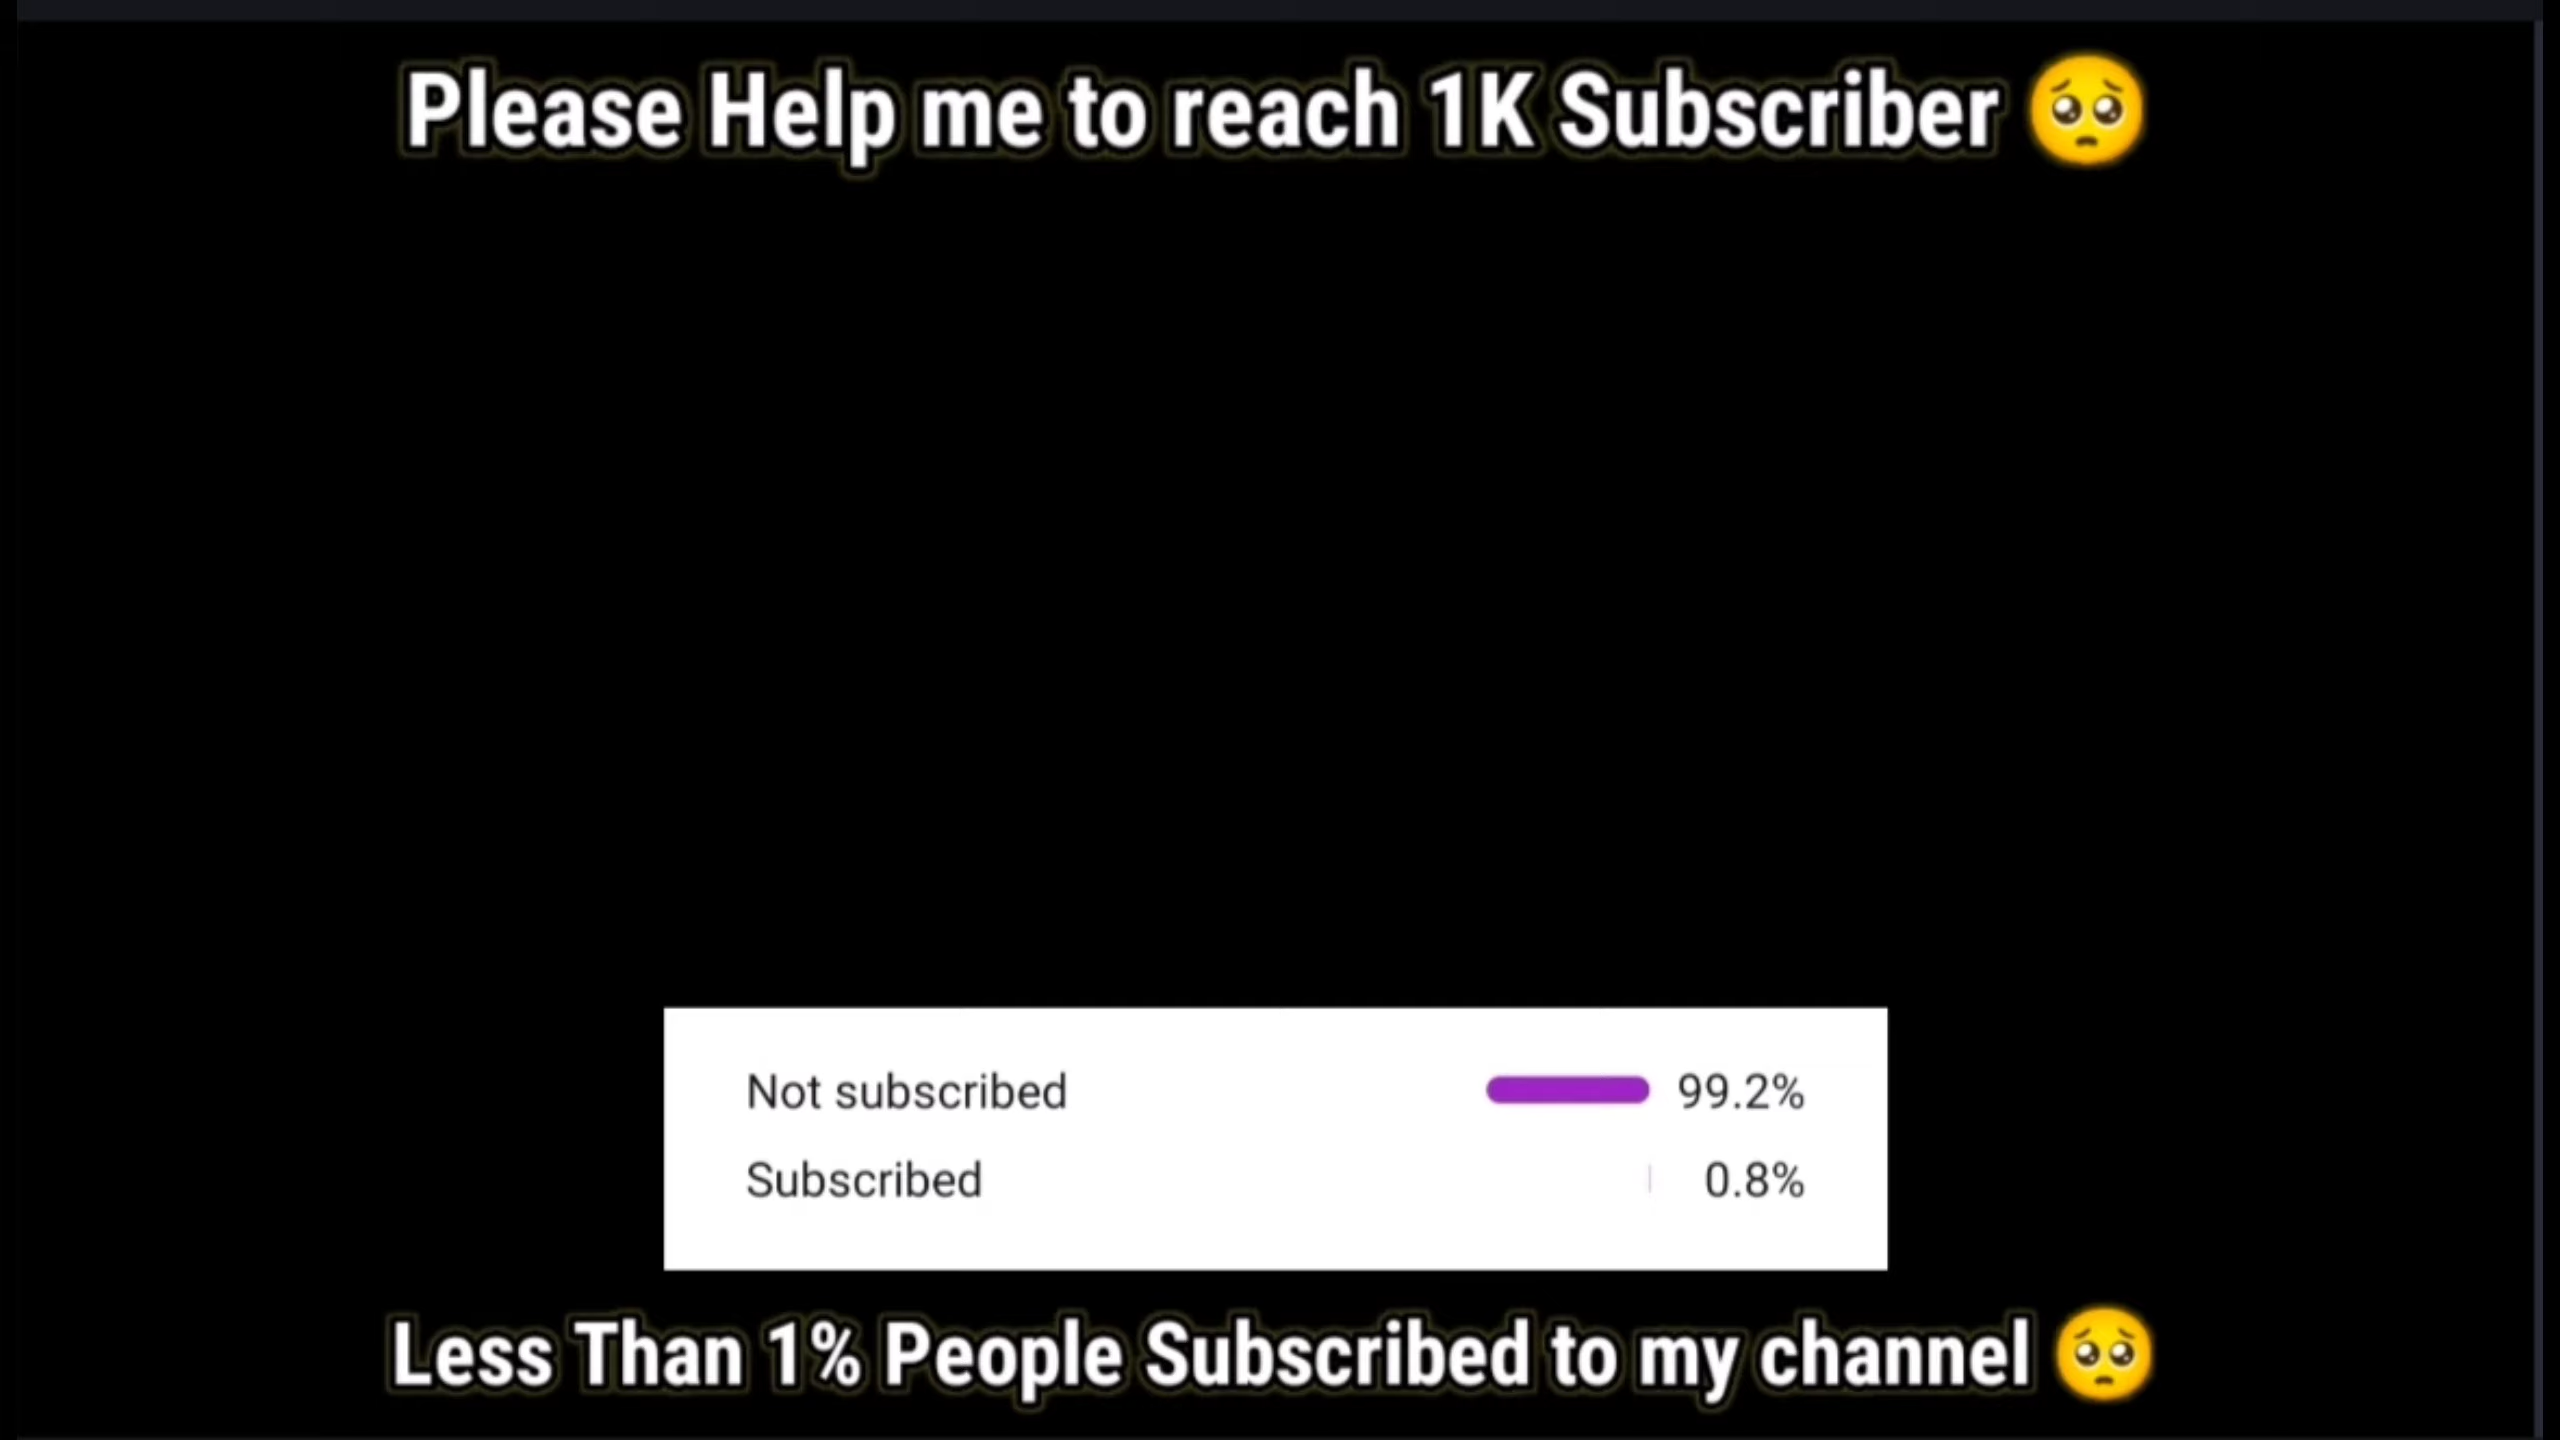 Please Help me to reach 1K Subscriber 🥺
Not subscribed 99.2%
Subscribed 0.8%
Less Than 1% People Subscribed to my channel 🥺